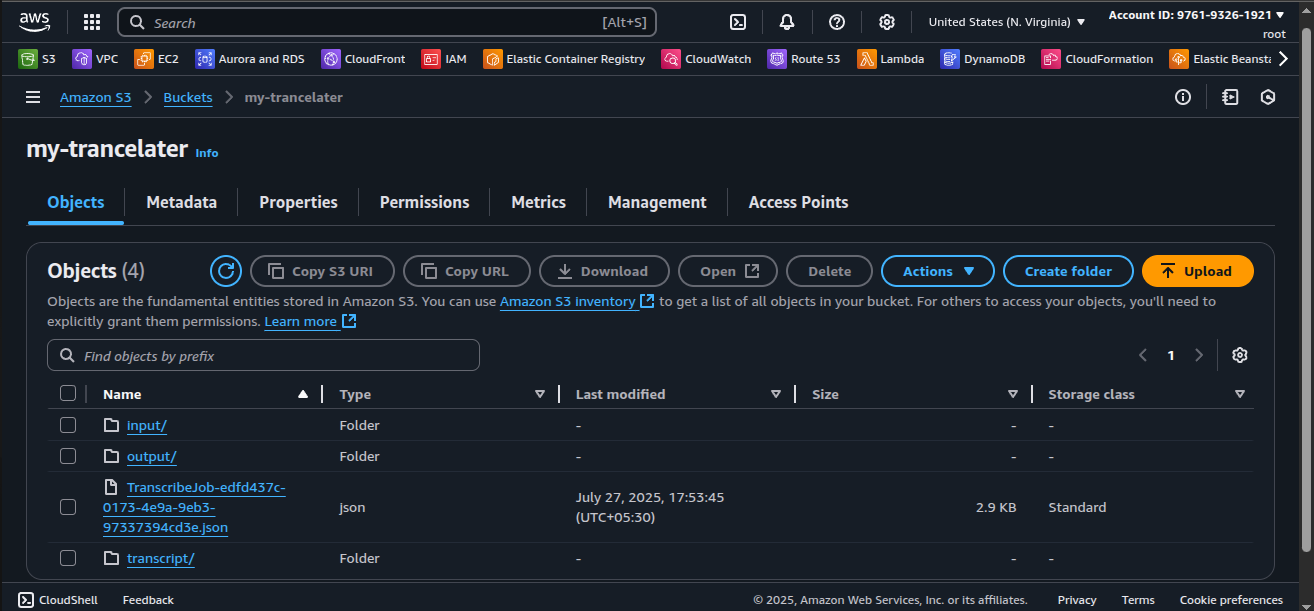 aws Search [Alt+S] United States (N. Virginia) ▼ Account ID: 9761-9326-1921 ▼
root
S3 VPC EC2 Aurora and RDS CloudFront IAM Elastic Container Registry CloudWatch Route 53 Lambda DynamoDB CloudFormation Elastic Beansta
Amazon S3 > Buckets > my-trancelater
my-trancelater Info
Objects Metadata Properties Permissions Metrics Management Access Points
Objects (4) Copy S3 URI Copy URL Download Open Delete Actions ▼ Create folder Upload
Objects are the fundamental entities stored in Amazon S3. You can use Amazon S3 inventory to get a list of all objects in your bucket. For others to access your objects, you'll need to
explicitly grant them permissions. Learn more
Find objects by prefix < 1 >
Name Type Last modified Size Storage class
input/ Folder - - -
output/ Folder - - -
TranscribeJob-edfd437c-
0173-4e9a-9eb3-
97337394cd3e.json
json
July 27, 2025, 17:53:45
(UTC+05:30)
2.9 KB Standard
transcript/ Folder - - -
CloudShell Feedback © 2025, Amazon Web Services, Inc. or its affiliates. Privacy Terms Cookie preferences